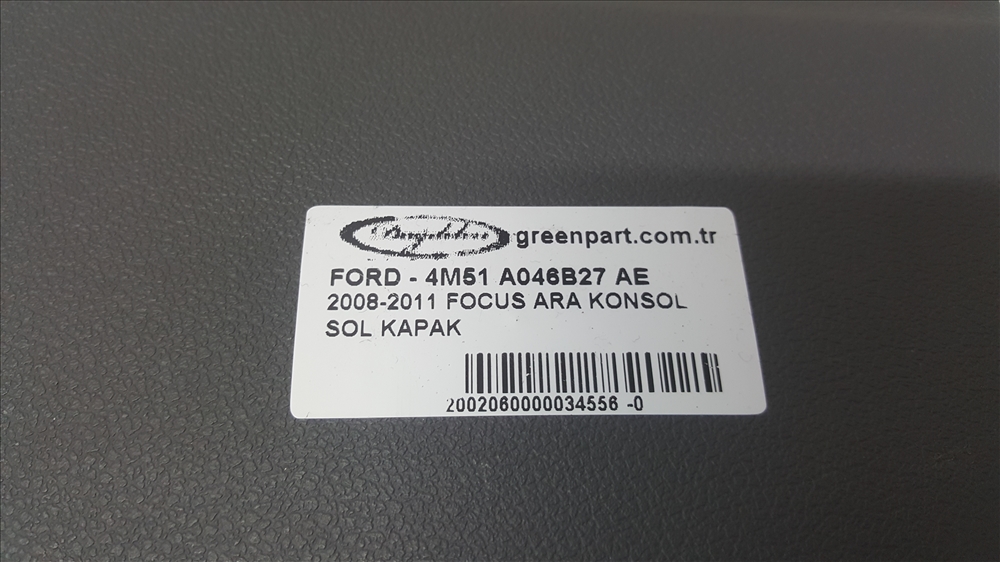 greenpart.com.tr
FORD - 4M51 A046B27 AE
2008-2011 FOCUS ARA KONSOL
SOL KAPAK
2002060000034556 -0